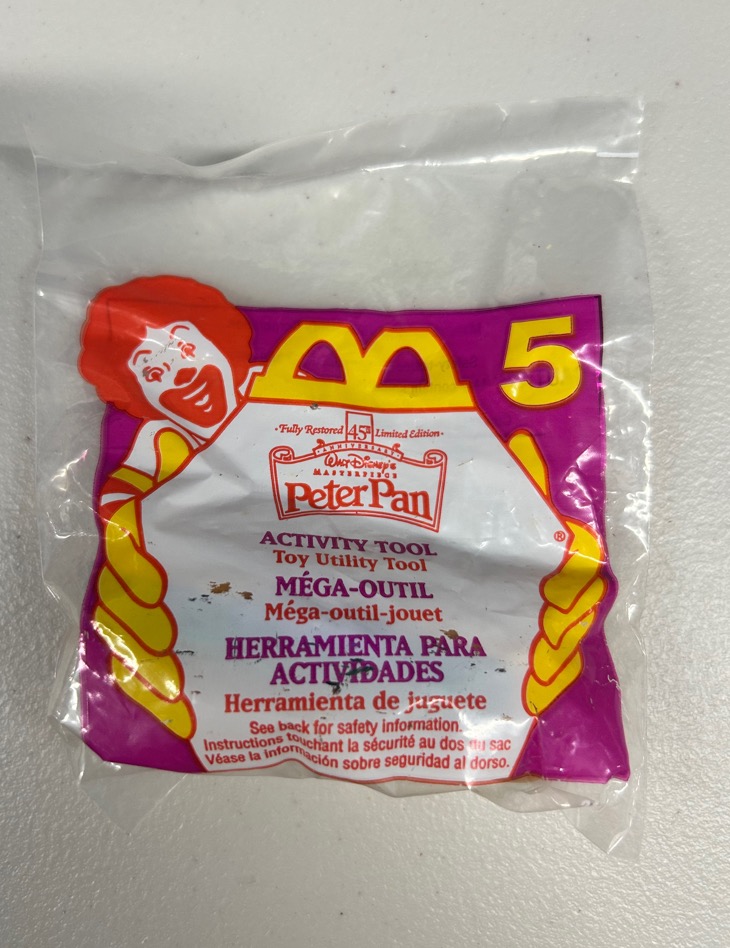 5
·Fully Restored 45th Limited Edition·
·ANNIVERSARY·
Walt Disney's
MASTERPIECE
Peter Pan
®
ACTIVITY TOOL
Toy Utility Tool
MÉGA-OUTIL
Méga-outil-jouet
HERRAMIENTA PARA
ACTIVIDADES
Herramienta de juguete
See back for safety information.
Instructions touchant la sécurité au dos du sac
Véase la información sobre seguridad al dorso.